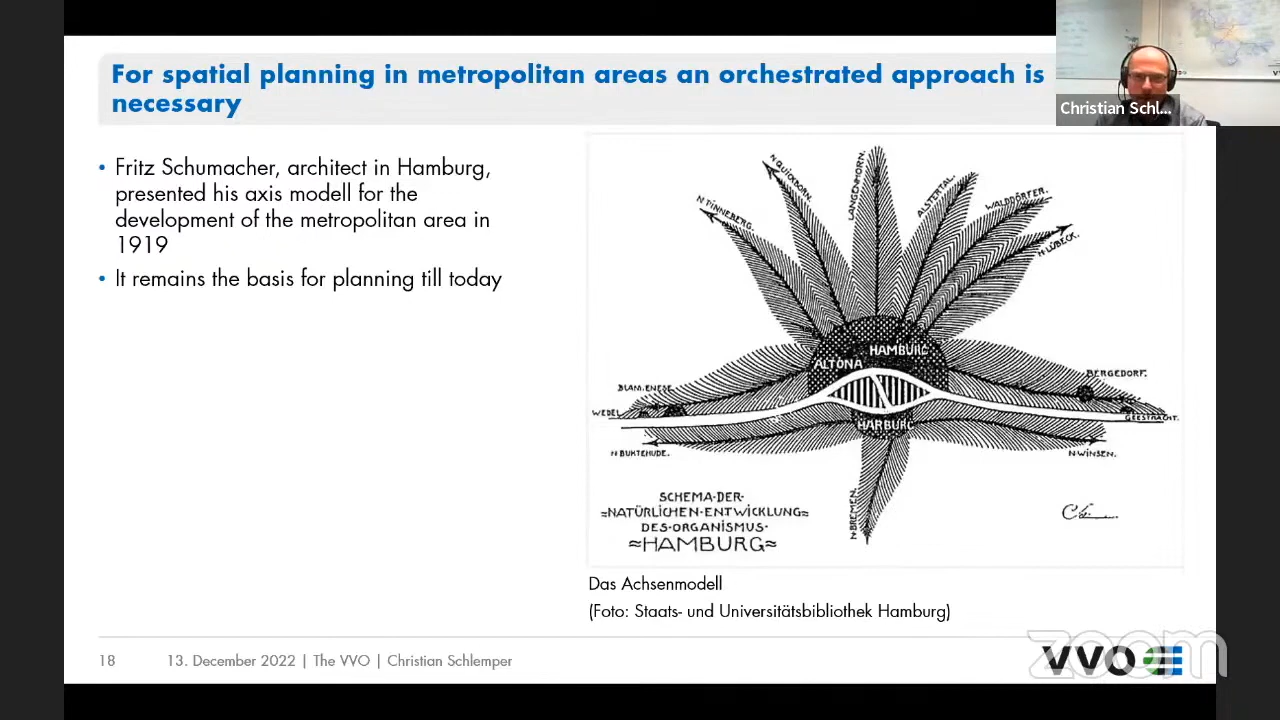 For spatial planning in metropolitan areas an orchestrated approach is
necessary
Christian Schl...
• Fritz Schumacher, architect in Hamburg,
presented his axis modell for the
development of the metropolitan area in
1919
• It remains the basis for planning till today
N QUICKBORN.
LANGENHORN.
ALSTERTAL.
WALDDÖRFER.
N TINNEBERG.
N LÜBECK.
HAMBURG
ALTONA
BERGEDORF.
BLANKENESE
WEDEL
GEESTRACHT.
HARBURG
N BUXTEHUDE.
N WINSEN.
N BREMEN.
SCHEMA·DER·
=NATÜRLICHEN·ENTWICKLUNG=
DES·ORGANISMUS·
≈HAMBURG≈
Das Achsenmodell
(Foto: Staats- und Universitätsbibliothek Hamburg)
18 13. December 2022 | The VVO | Christian Schlemper
VVO
zoom